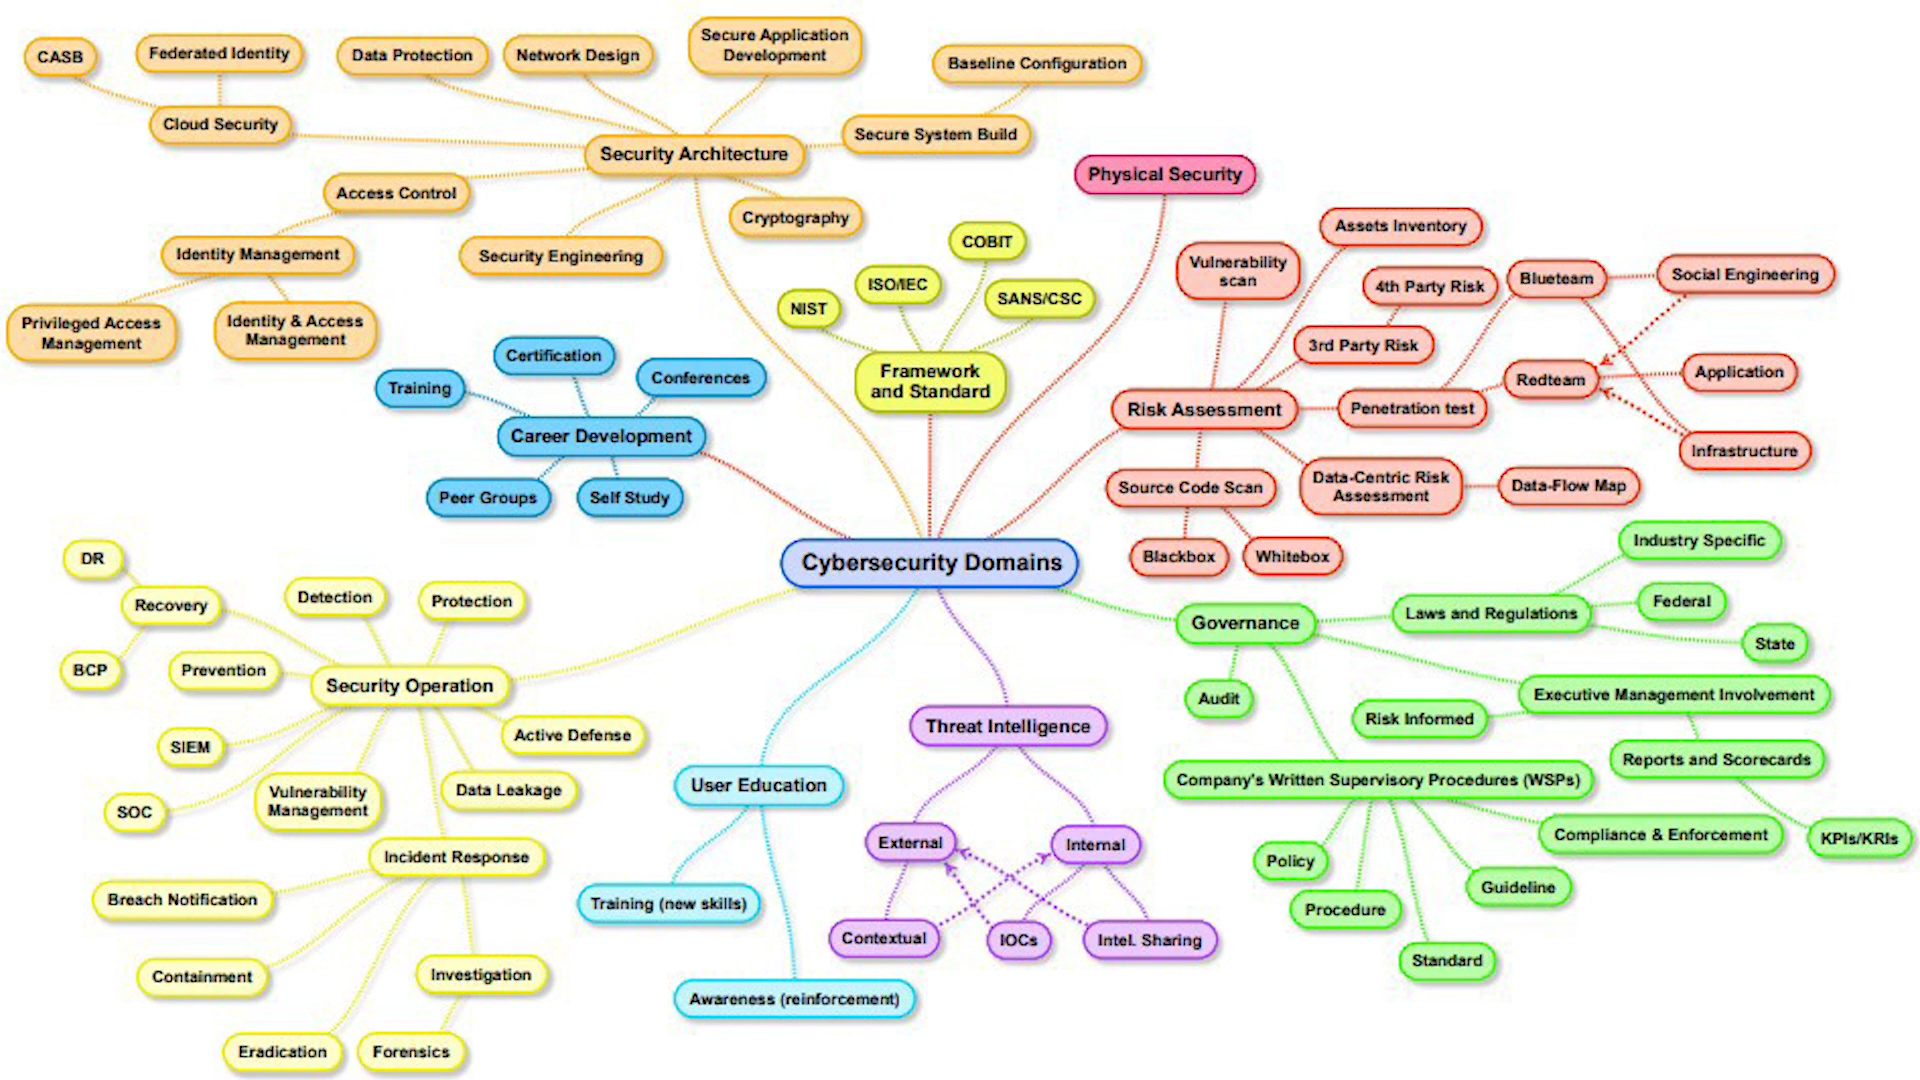 CASB
Federated Identity
Data Protection
Network Design
Secure Application
Development
Baseline Configuration
Cloud Security
Security Architecture
Secure System Build
Access Control
Cryptography
Identity Management
Security Engineering
Privileged Access
Management
Identity & Access
Management
Physical Security
COBIT
ISO/IEC
NIST
SANS/CSC
Framework
and Standard
Certification
Training
Conferences
Career Development
Peer Groups
Self Study
Assets Inventory
Vulnerability
scan
4th Party Risk
Blueteam
Social Engineering
3rd Party Risk
Redteam
Application
Risk Assessment
Penetration test
Infrastructure
Source Code Scan
Data-Centric Risk
Assessment
Data-Flow Map
Blackbox
Whitebox
Cybersecurity Domains
DR
Recovery
Detection
Protection
BCP
Prevention
Security Operation
SIEM
Active Defense
SOC
Vulnerability
Management
Data Leakage
Incident Response
Breach Notification
Containment
Investigation
Eradication
Forensics
User Education
Training (new skills)
Awareness (reinforcement)
Threat Intelligence
External
Internal
Contextual
IOCs
Intel. Sharing
Industry Specific
Governance
Laws and Regulations
Federal
State
Audit
Executive Management Involvement
Risk Informed
Reports and Scorecards
Company's Written Supervisory Procedures (WSPs)
Compliance & Enforcement
KPIs/KRIs
Policy
Procedure
Guideline
Standard